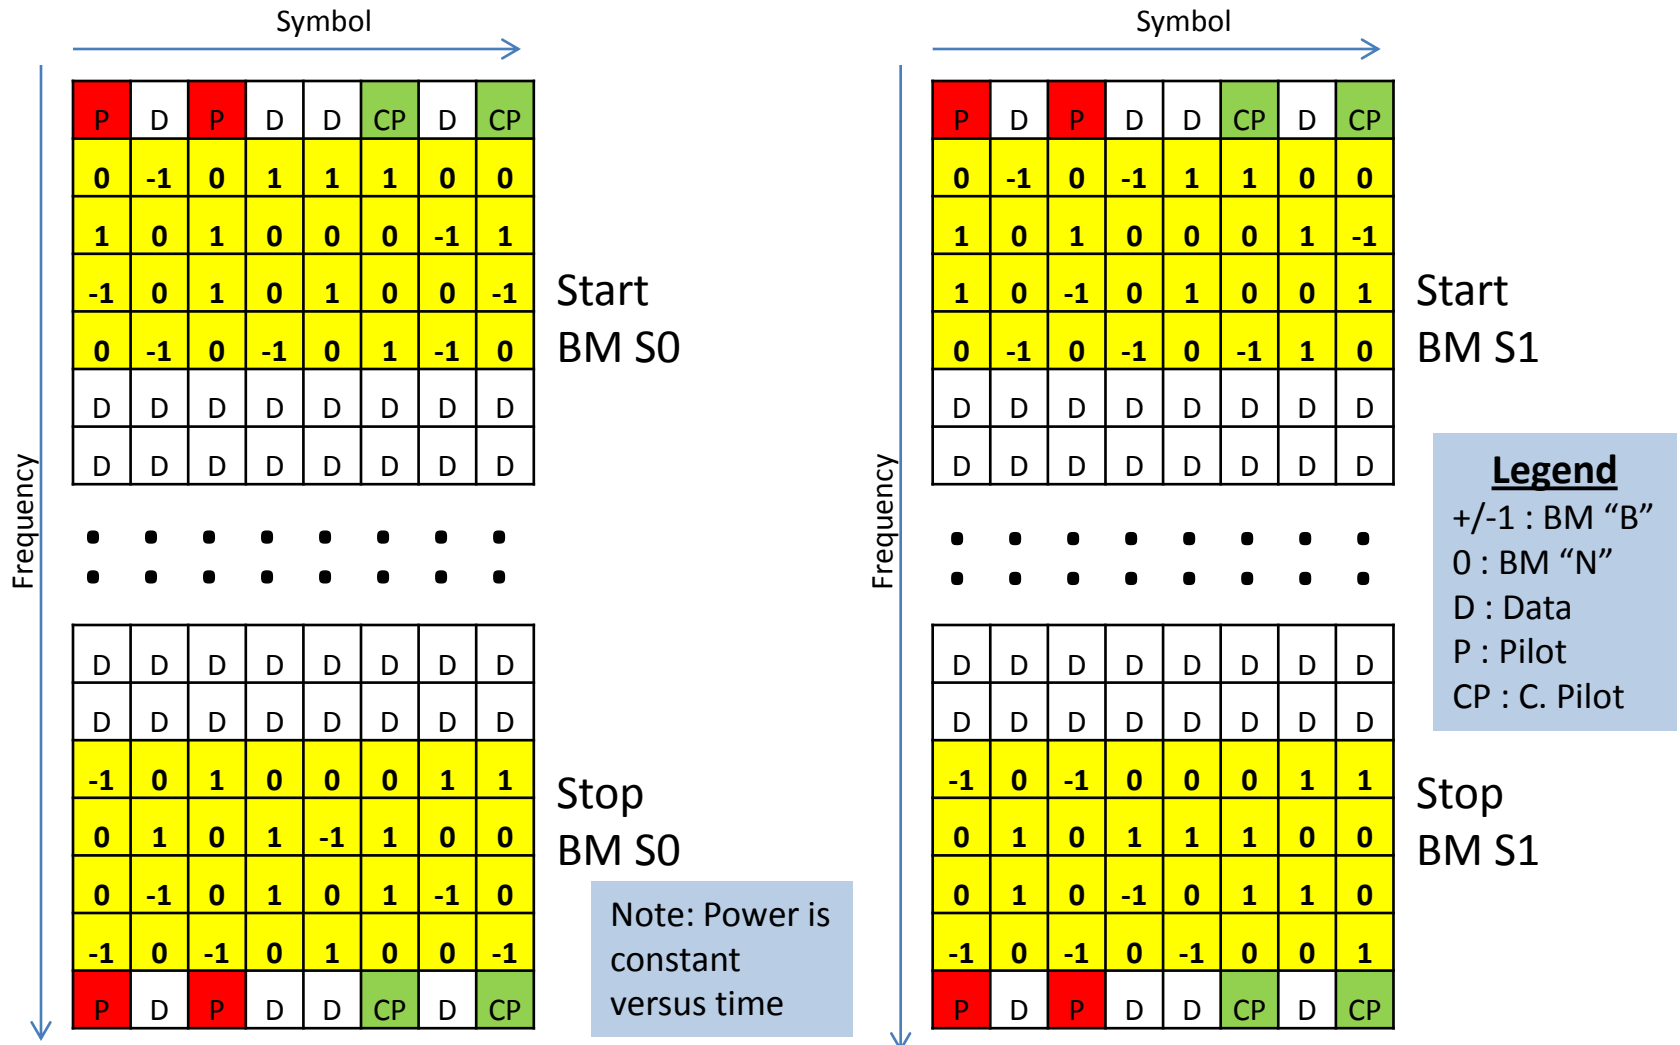 Symbol
Frequency
P D P D D CP D CP
0 -1 0 1 1 1 0 0
1 0 1 0 0 0 -1 1
-1 0 1 0 1 0 0 -1
0 -1 0 -1 0 1 -1 0
D D D D D D D D
D D D D D D D D
Start
BM S0
D D D D D D D D
D D D D D D D D
-1 0 1 0 0 0 1 1
0 1 0 1 -1 1 0 0
0 -1 0 1 0 1 -1 0
-1 0 -1 0 1 0 0 -1
P D P D D CP D CP
Stop
BM S0
Note: Power is
constant
versus time
Symbol
Frequency
P D P D D CP D CP
0 -1 0 -1 1 1 0 0
1 0 1 0 0 0 1 -1
1 0 -1 0 1 0 0 1
0 -1 0 -1 0 -1 1 0
D D D D D D D D
D D D D D D D D
Start
BM S1
D D D D D D D D
D D D D D D D D
-1 0 -1 0 0 0 1 1
0 1 0 1 1 1 0 0
0 1 0 -1 0 1 1 0
-1 0 -1 0 -1 0 0 1
P D P D D CP D CP
Stop
BM S1
Legend
+/-1 : BM “B”
0 : BM “N”
D : Data
P : Pilot
CP : C. Pilot